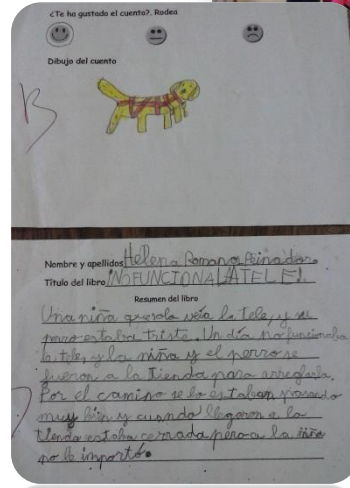 ¿Te ha gustado el cuento?. Rodea
Dibujo del cuento
B
Nombre y apellidos Helena Romano Peinador
Título del libro ¡NO FUNCIONA LA TELE!
Resumen del libro
Una niña que solo veía la tele, y su
perro estaba triste. Un día no funcionaba
la tele, y la niña y el perro se
fueron a la Tienda para arreglarla.
Por el camino se lo estaban pasando
muy bien y cuando llegaron a la
tienda estaba cerrada pero a la niña
no le importó.